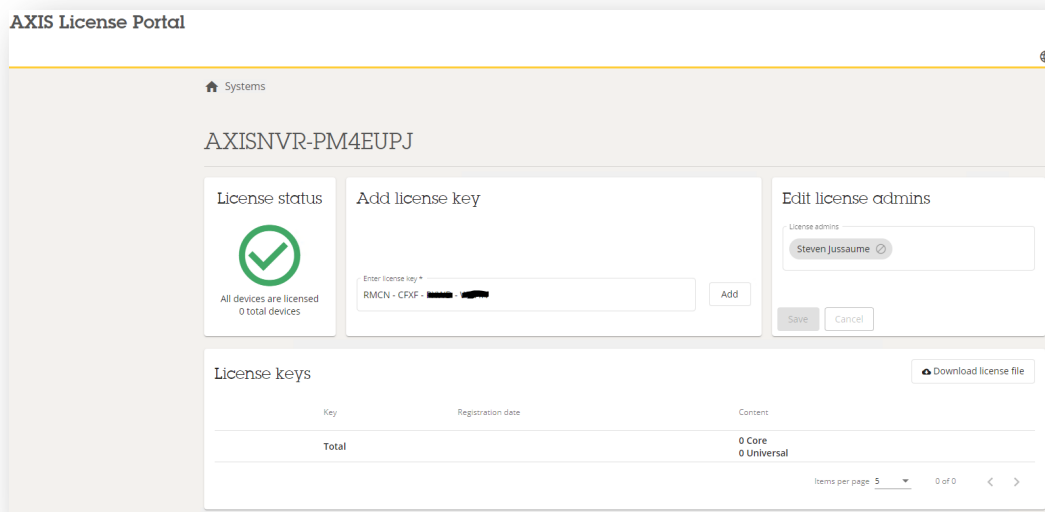 AXIS License Portal
Systems
AXISNVR-PM4EUPJ
License status
All devices are licensed
0 total devices
Add license key
Enter license key *
RMCN - CFXF - -
Add
Edit license admins
License admins
Steven Jussaume
Save
Cancel
License keys
Download license file
Key Registration date Content
Total 0 Core
0 Universal
Items per page 5 0 of 0